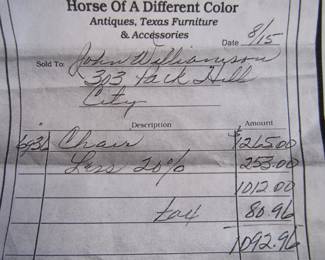 Horse Of A Different Color
Antiques, Texas Furniture
& Accessories
Date 8/15
Sold To: John Williamson
303 Jack Hill
City
Description Amount
Chair $1265.00
Less 20% 253.00
1012.00
tax 80.96
1092.96